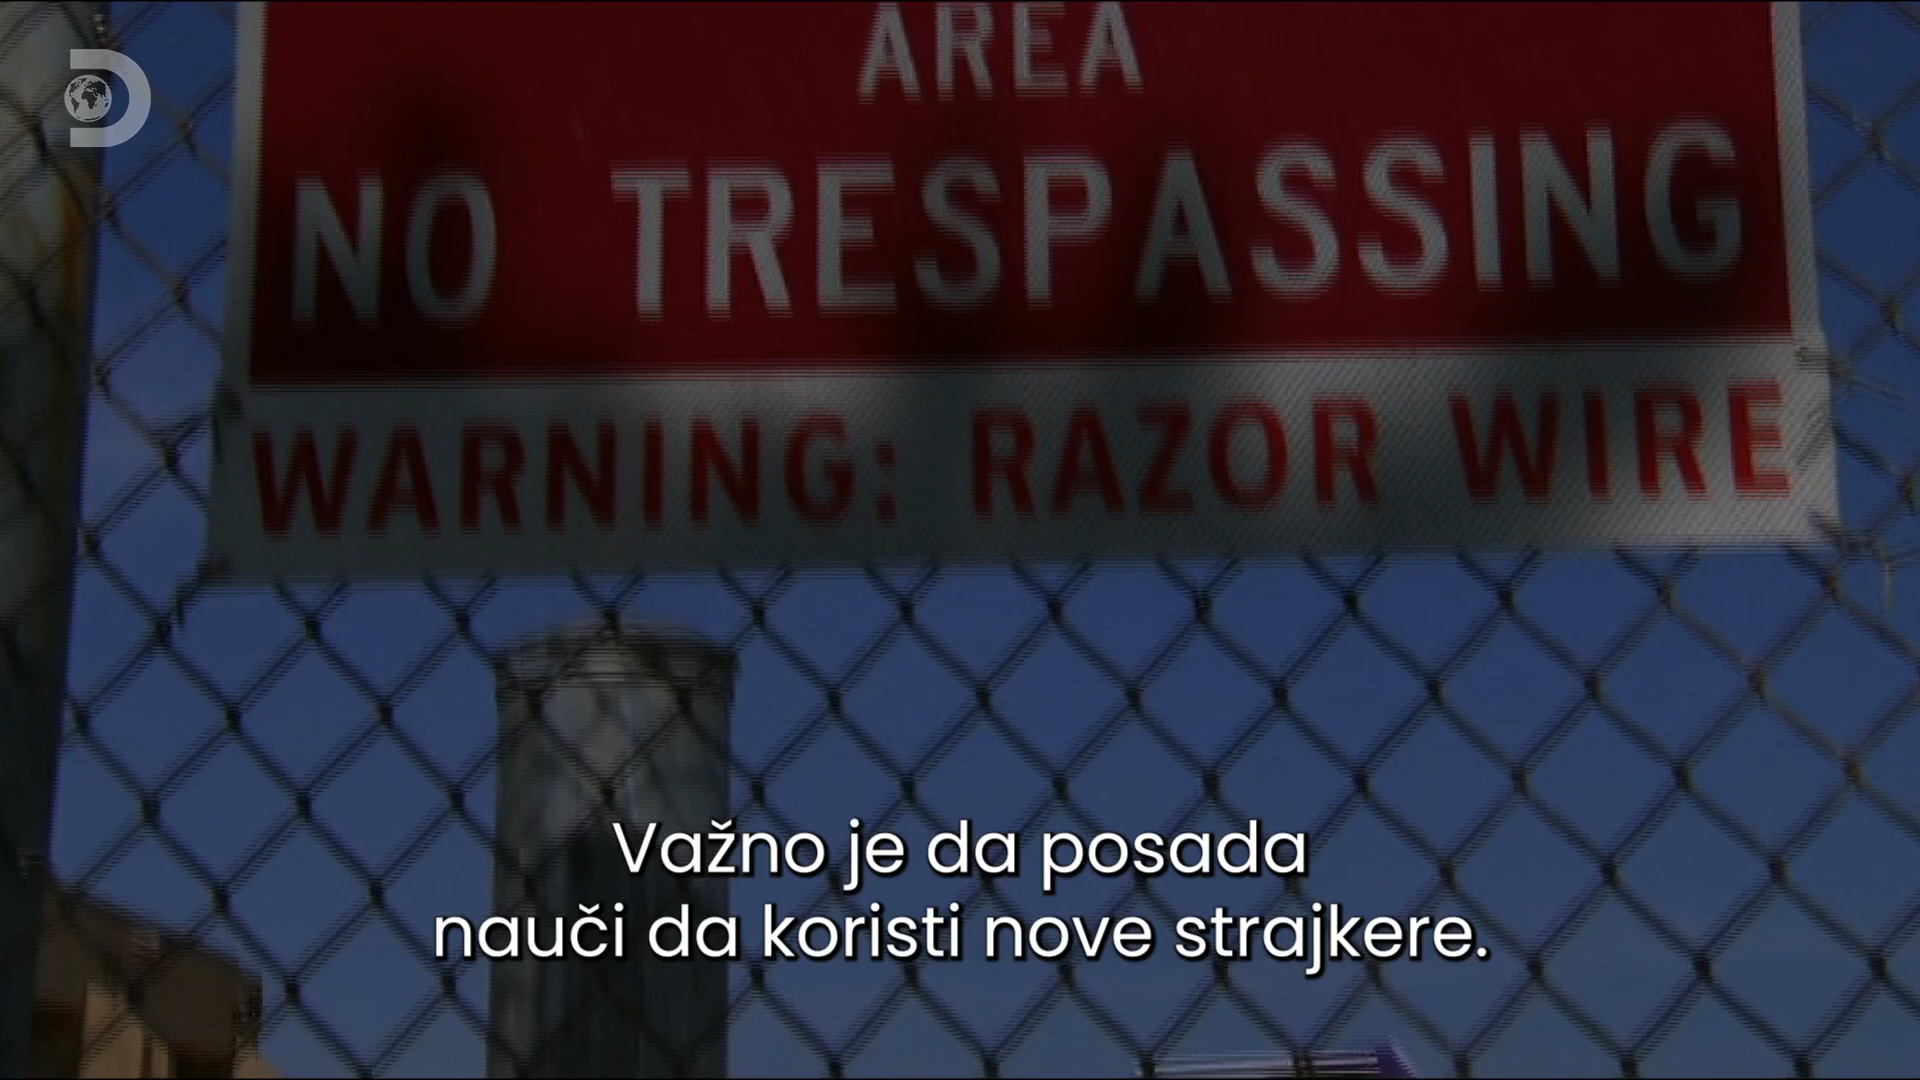 AREA
NO TRESPASSING
WARNING: RAZOR WIRE
Važno je da posada
nauči da koristi nove strajkere.